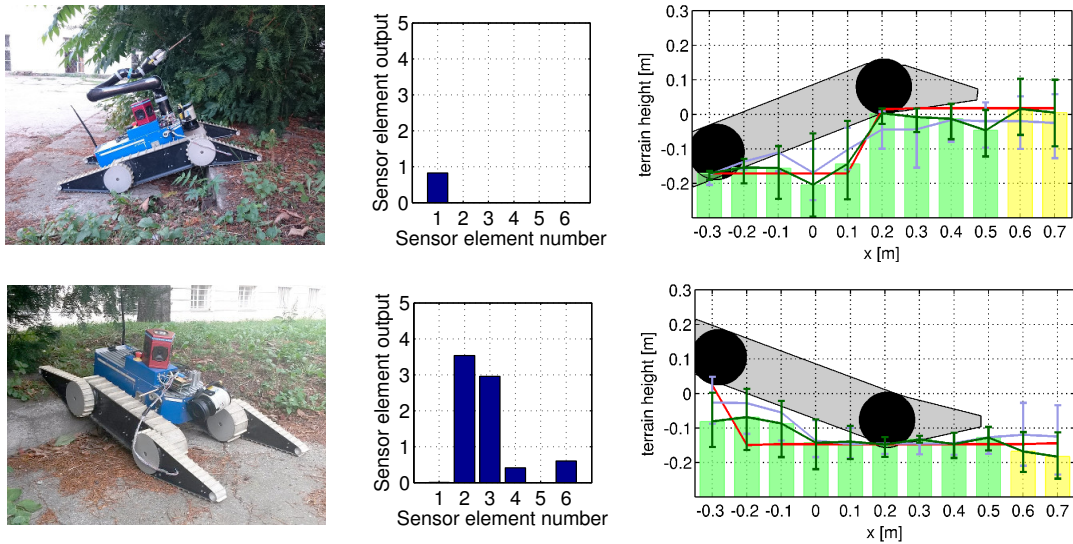 5
4
3
2
1
0
Sensor element output
1 2 3 4 5 6
Sensor element number
0.3
0.2
0.1
0
-0.1
-0.2
terrain height [m]
-0.3 -0.2 -0.1 0 0.1 0.2 0.3 0.4 0.5 0.6 0.7
x [m]
5
4
3
2
1
0
Sensor element output
1 2 3 4 5 6
Sensor element number
0.3
0.2
0.1
0
-0.1
-0.2
terrain height [m]
-0.3 -0.2 -0.1 0 0.1 0.2 0.3 0.4 0.5 0.6 0.7
x [m]